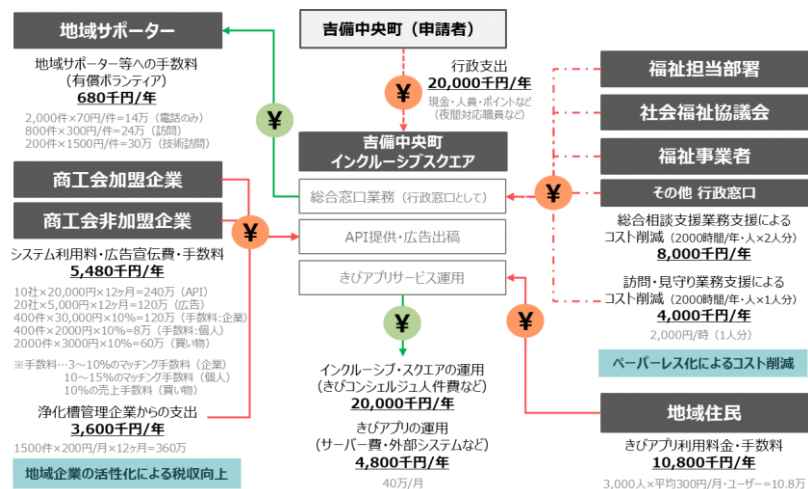 地域サポーター
地域サポーター等への手数料
(有償ボランティア)
680千円/年
2,000件×70円/件=14万（電話のみ）
800件×300円/件=24万（訪問）
200件×1500円/件=30万（技術訪問）
商工会加盟企業
商工会非加盟企業
システム利用料・広告宣伝費・手数料
5,480千円/年
10社×20,000円×12ヶ月=240万（API）
20社×5,000円×12ヶ月=120万（広告）
400件×30,000円×10%=120万（手数料:企業）
400件×2000円×10%=8万（手数料:個人）
2000件×3000円×10%=60万（買い物）
※手数料…3～10%のマッチング手数料（企業）
10～15%のマッチング手数料（個人）
10%の売上手数料（買い物）
浄化槽管理企業からの支出
3,600千円/年
1500件×200円/月×12ヶ月=360万
地域企業の活性化による税収向上
吉備中央町（申請者）
行政支出
20,000千円/年
現金・人員・ポイントなど
（夜間対応職員など）
¥
吉備中央町
インクルーシブスクエア
総合窓口業務（行政窓口として）
API提供・広告出稿
きびアプリサービス運用
¥
¥
¥
¥
¥
インクルーシブ・スクエアの運用
(きびコンシェルジュ人件費など)
20,000千円/年
きびアプリの運用
(サーバー費・外部システムなど)
4,800千円/年
40万/月
福祉担当部署
社会福祉協議会
福祉事業者
その他 行政窓口
総合相談支援業務支援による
コスト削減（2000時間/年・人×2人分）
8,000千円/年
訪問・見守り業務支援による
コスト削減（2000時間/年・人×1人分）
4,000千円/年
2,000円/時（1人分）
ペーパーレス化によるコスト削減
地域住民
きびアプリ利用料金・手数料
10,800千円/年
3,000人×平均300円/月・ユーザー=10.8万